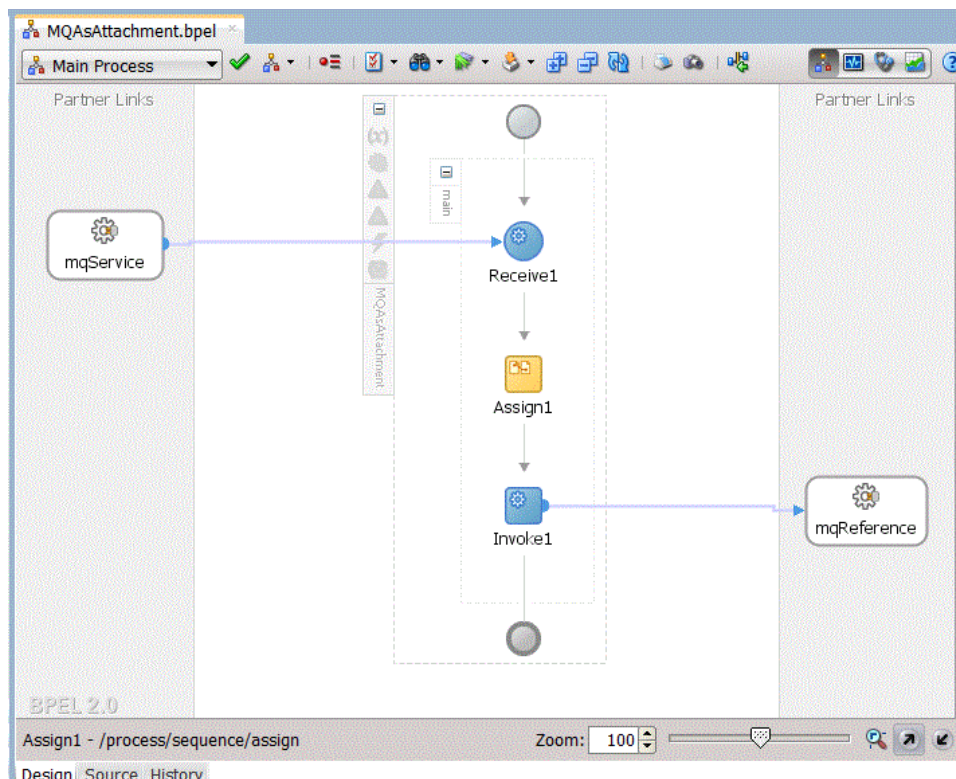 MQAsAttachment.bpel
Main Process
Partner Links
Partner Links
main
mqService
Receive1
MQAsAttachment
Assign1
Invoke1
mqReference
BPEL 2.0
Assign1 - /process/sequence/assign
Zoom: 100
Design Source History